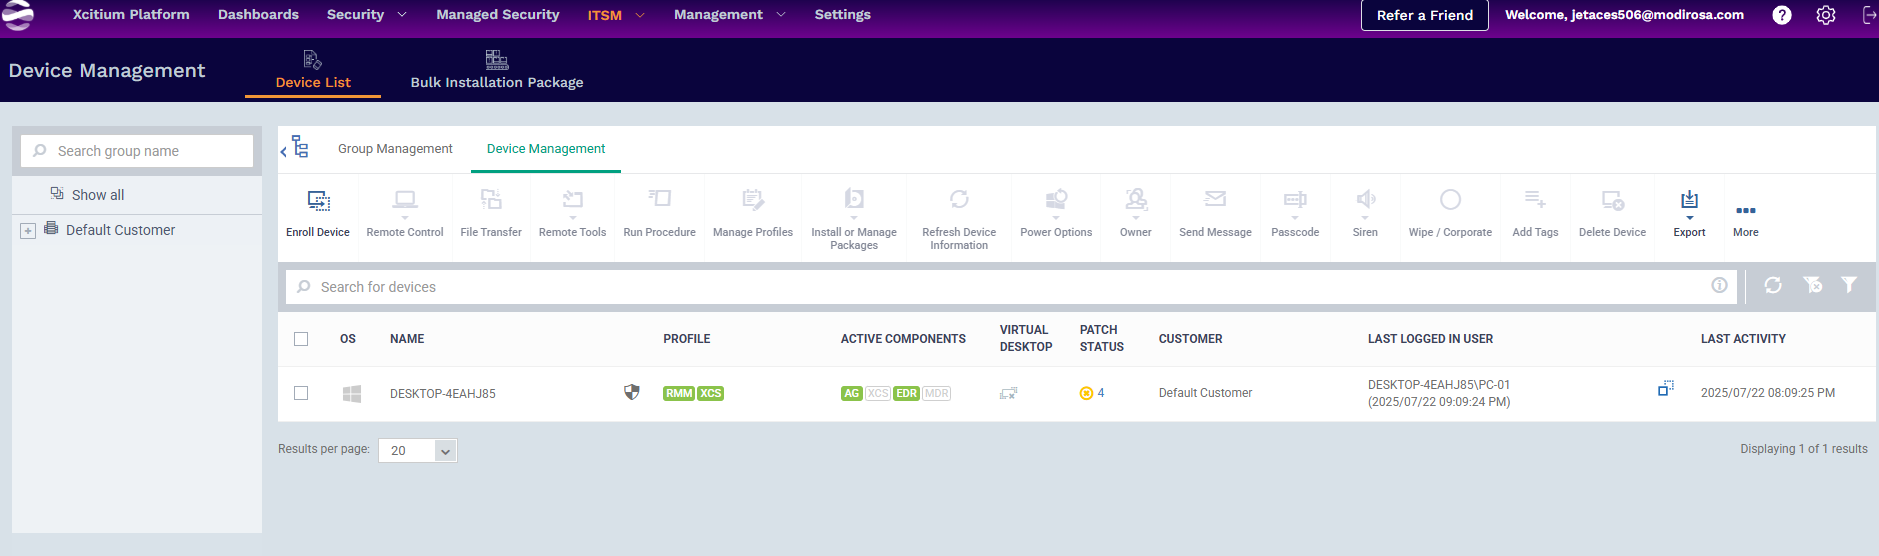 Xcitium Platform
Dashboards
Security
Managed Security
ITSM
Management
Settings
Refer a Friend
Welcome, jetaces506@modirosa.com
Device Management
Device List
Bulk Installation Package
Search group name
Show all
Default Customer
Group Management
Device Management
Enroll Device
Remote Control
File Transfer
Remote Tools
Run Procedure
Manage Profiles
Install or Manage
Packages
Refresh Device
Information
Power Options
Owner
Send Message
Passcode
Siren
Wipe / Corporate
Add Tags
Delete Device
Export
More
Search for devices
OS
NAME
PROFILE
ACTIVE COMPONENTS
VIRTUAL
DESKTOP
PATCH
STATUS
CUSTOMER
LAST LOGGED IN USER
LAST ACTIVITY
DESKTOP-4EAHJ85
RMM XCS
AG XCS EDR MDR
4
Default Customer
DESKTOP-4EAHJ85\PC-01
(2025/07/22 09:09:24 PM)
2025/07/22 08:09:25 PM
Results per page:
20
Displaying 1 of 1 results